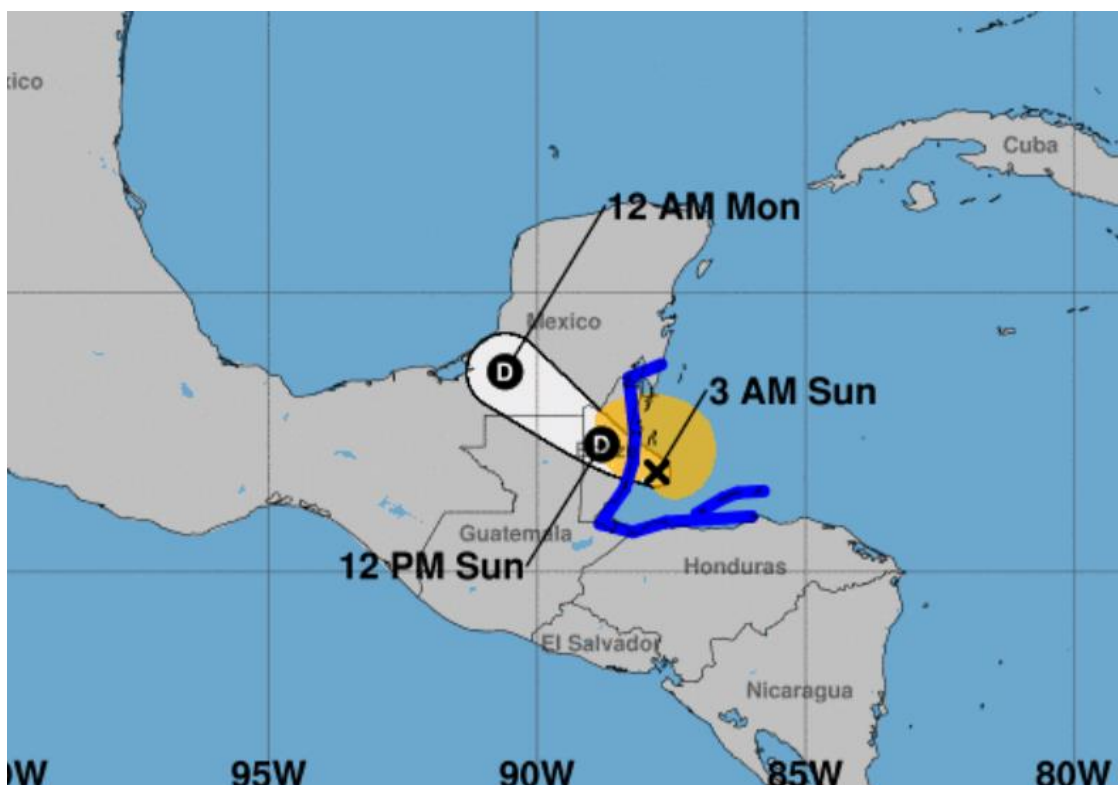 xico
Cuba
12 AM Mon
Mexico
D
3 AM Sun
D
Guatemala
12 PM Sun
Honduras
El Salvador
Nicaragua
0W 95W 90W 85W 80W